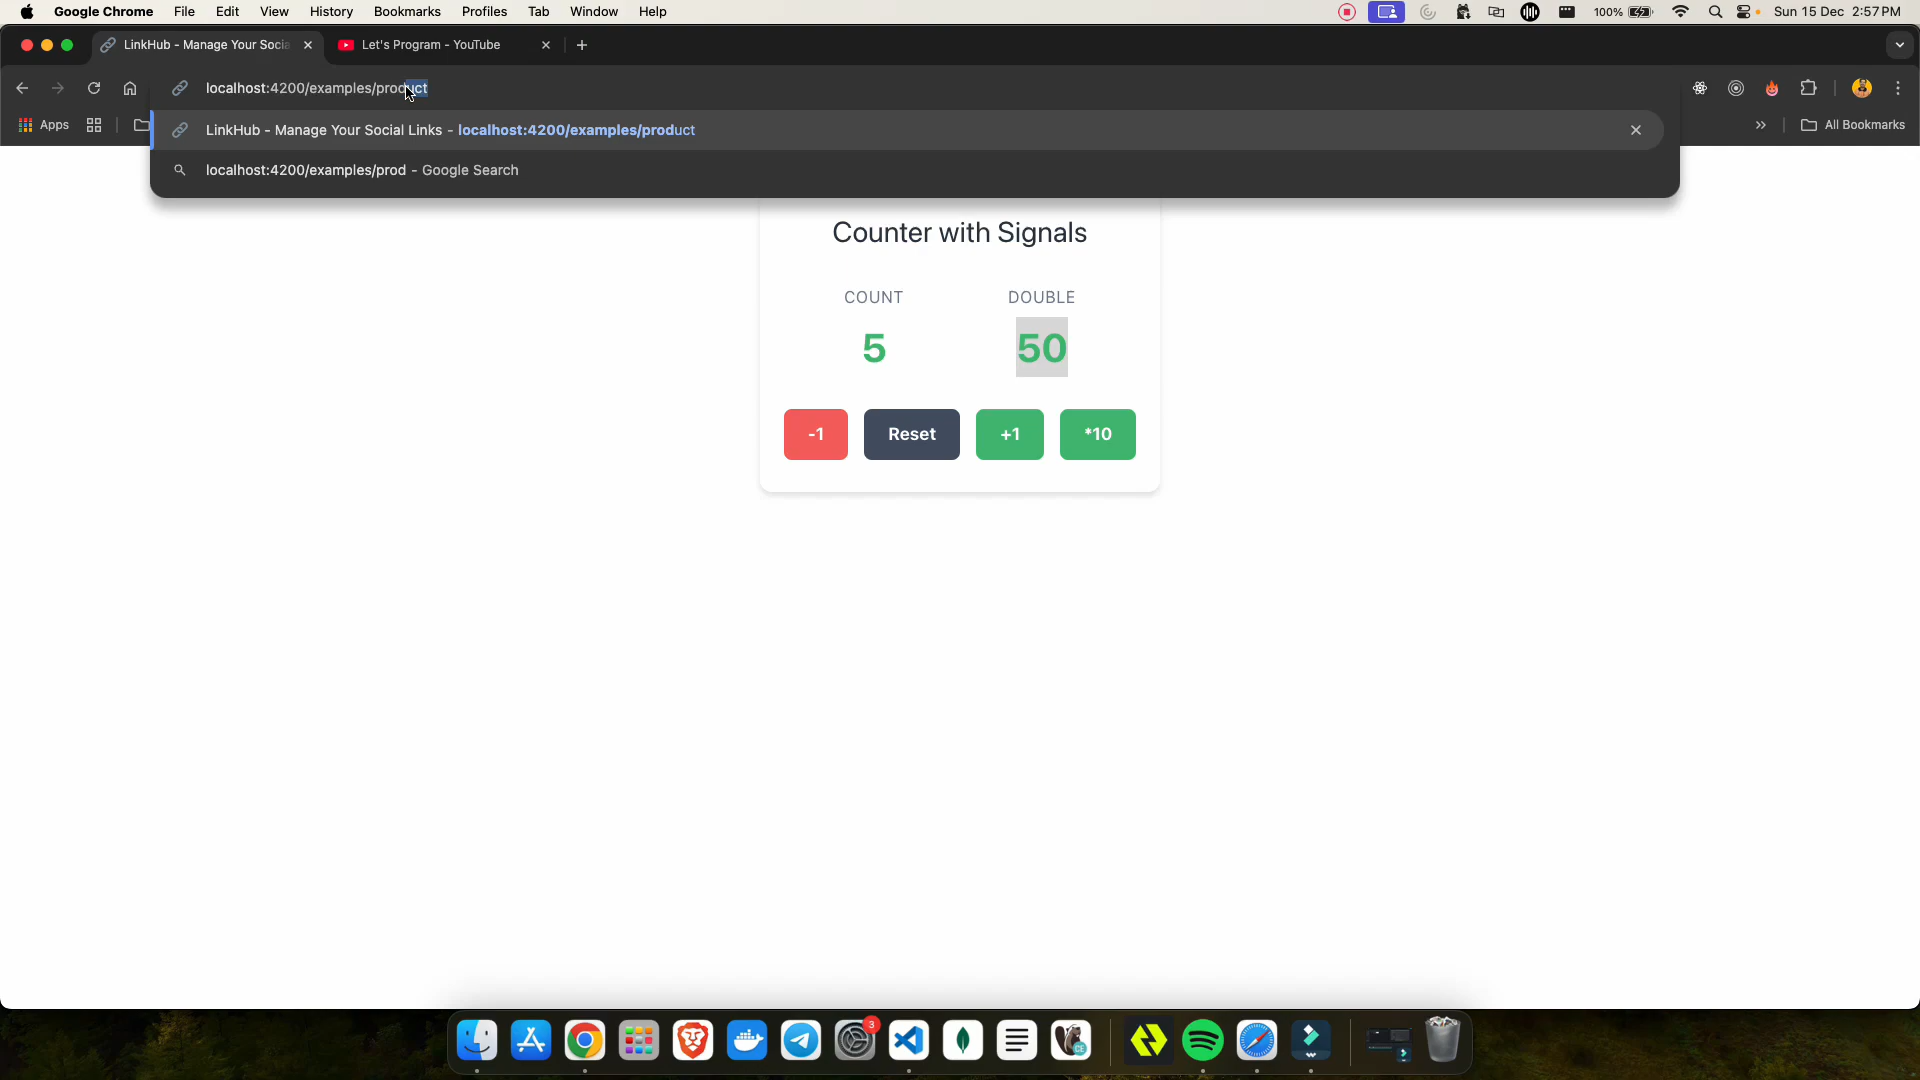 Google Chrome File Edit View History Bookmarks Profiles Tab Window Help 100% Sun 15 Dec 2:57 PM
LinkHub - Manage Your Socia Let's Program - YouTube
localhost:4200/examples/product
LinkHub - Manage Your Social Links - localhost:4200/examples/product
Apps All Bookmarks
localhost:4200/examples/prod - Google Search
Counter with Signals
COUNT DOUBLE
5 50
-1 Reset +1 *10
3
CE